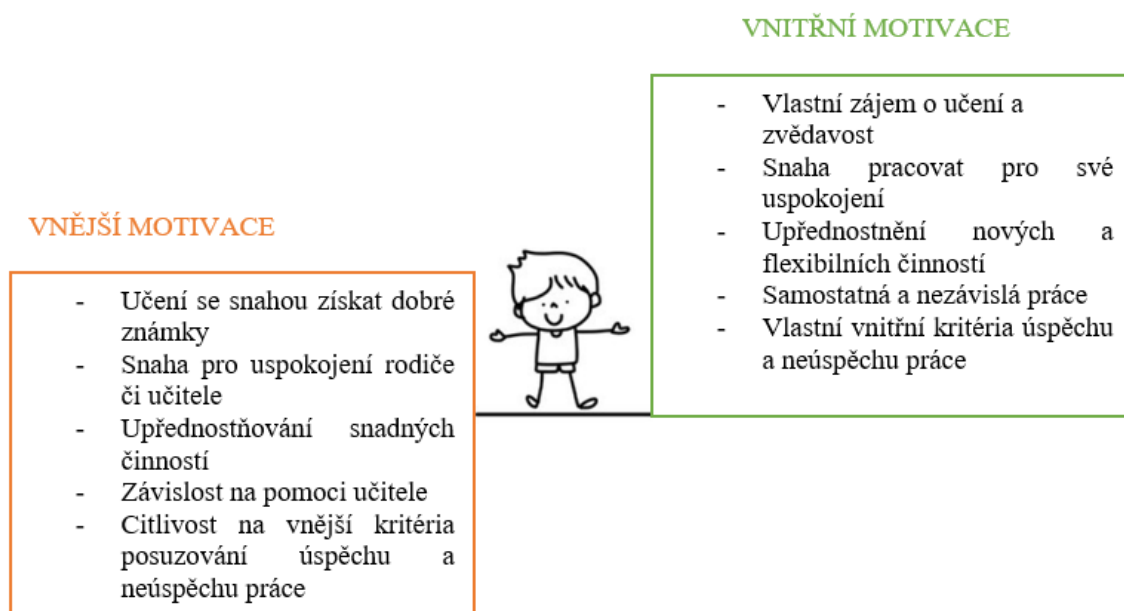 VNITŘNÍ MOTIVACE
- Vlastní zájem o učení a
zvědavost
- Snaha pracovat pro své
uspokojení
- Upřednostnění nových a
flexibilních činností
- Samostatná a nezávislá práce
- Vlastní vnitřní kritéria úspěchu
a neúspěchu práce
VNĚJŠÍ MOTIVACE
- Učení se snahou získat dobré
známky
- Snaha pro uspokojení rodiče
či učitele
- Upřednostňování snadných
činností
- Závislost na pomoci učitele
- Citlivost na vnější kritéria
posuzování úspěchu a
neúspěchu práce